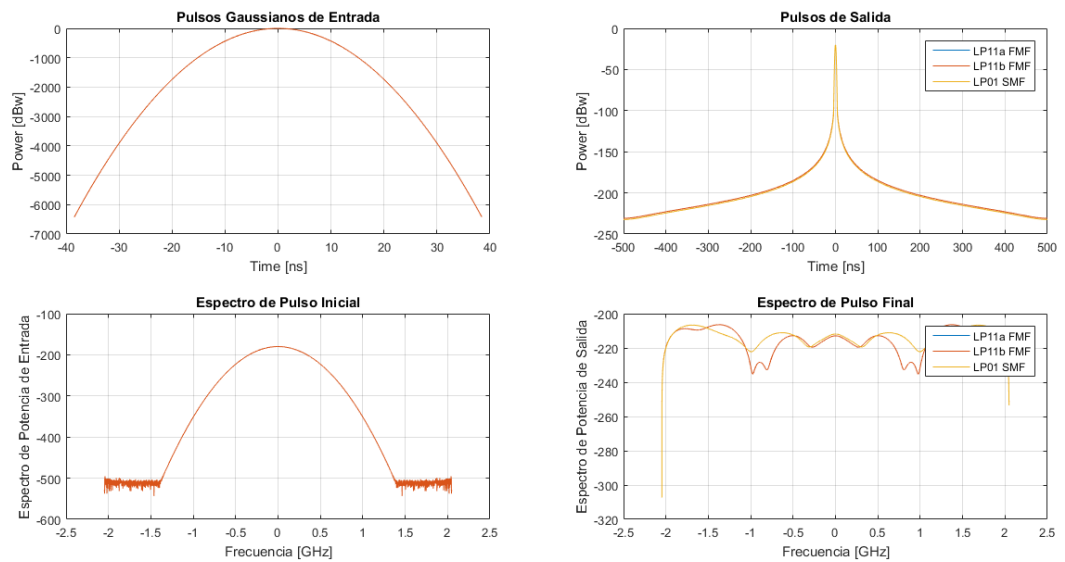 Pulsos Gaussianos de Entrada
Power [dBw]
0
-1000
-2000
-3000
-4000
-5000
-6000
-7000
-40 -30 -20 -10 0 10 20 30 40
Time [ns]
Pulsos de Salida
Power [dBw]
0
-50
-100
-150
-200
-250
LP11a FMF
LP11b FMF
LP01 SMF
-500 -400 -300 -200 -100 0 100 200 300 400 500
Time [ns]
Espectro de Pulso Inicial
Espectro de Potencia de Entrada
-100
-200
-300
-400
-500
-600
-2.5 -2 -1.5 -1 -0.5 0 0.5 1 1.5 2 2.5
Frecuencia [GHz]
Espectro de Pulso Final
Espectro de Potencia de Salida
-200
-220
-240
-260
-280
-300
-320
LP11a FMF
LP11b FMF
LP01 SMF
-2.5 -2 -1.5 -1 -0.5 0 0.5 1 1.5 2 2.5
Frecuencia [GHz]